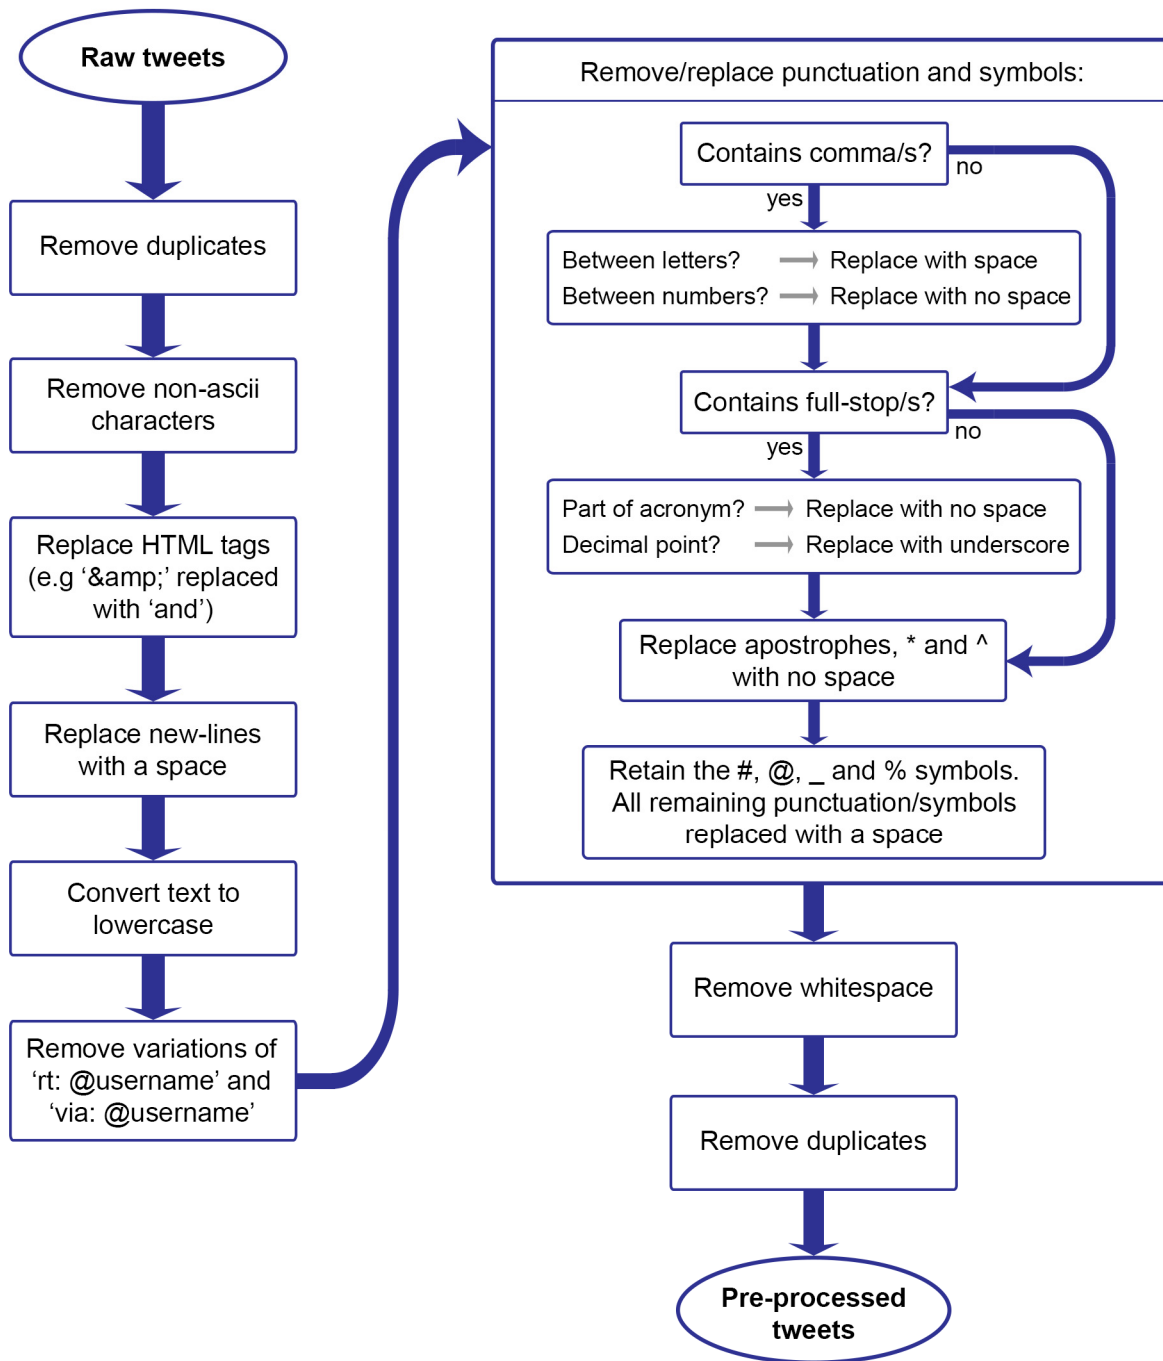 Raw tweets
Remove duplicates
Remove non-ascii
characters
Replace HTML tags
(e.g ‘&amp;’ replaced
with ‘and’)
Replace new-lines
with a space
Convert text to
lowercase
Remove variations of
‘rt: @username’ and
‘via: @username’
Remove/replace punctuation and symbols:
Contains comma/s?
no
yes
Between letters? → Replace with space
Between numbers? → Replace with no space
Contains full-stop/s?
no
yes
Part of acronym? → Replace with no space
Decimal point? → Replace with underscore
Replace apostrophes, * and ^
with no space
Retain the #, @, _ and % symbols.
All remaining punctuation/symbols
replaced with a space
Remove whitespace
Remove duplicates
Pre-processed
tweets